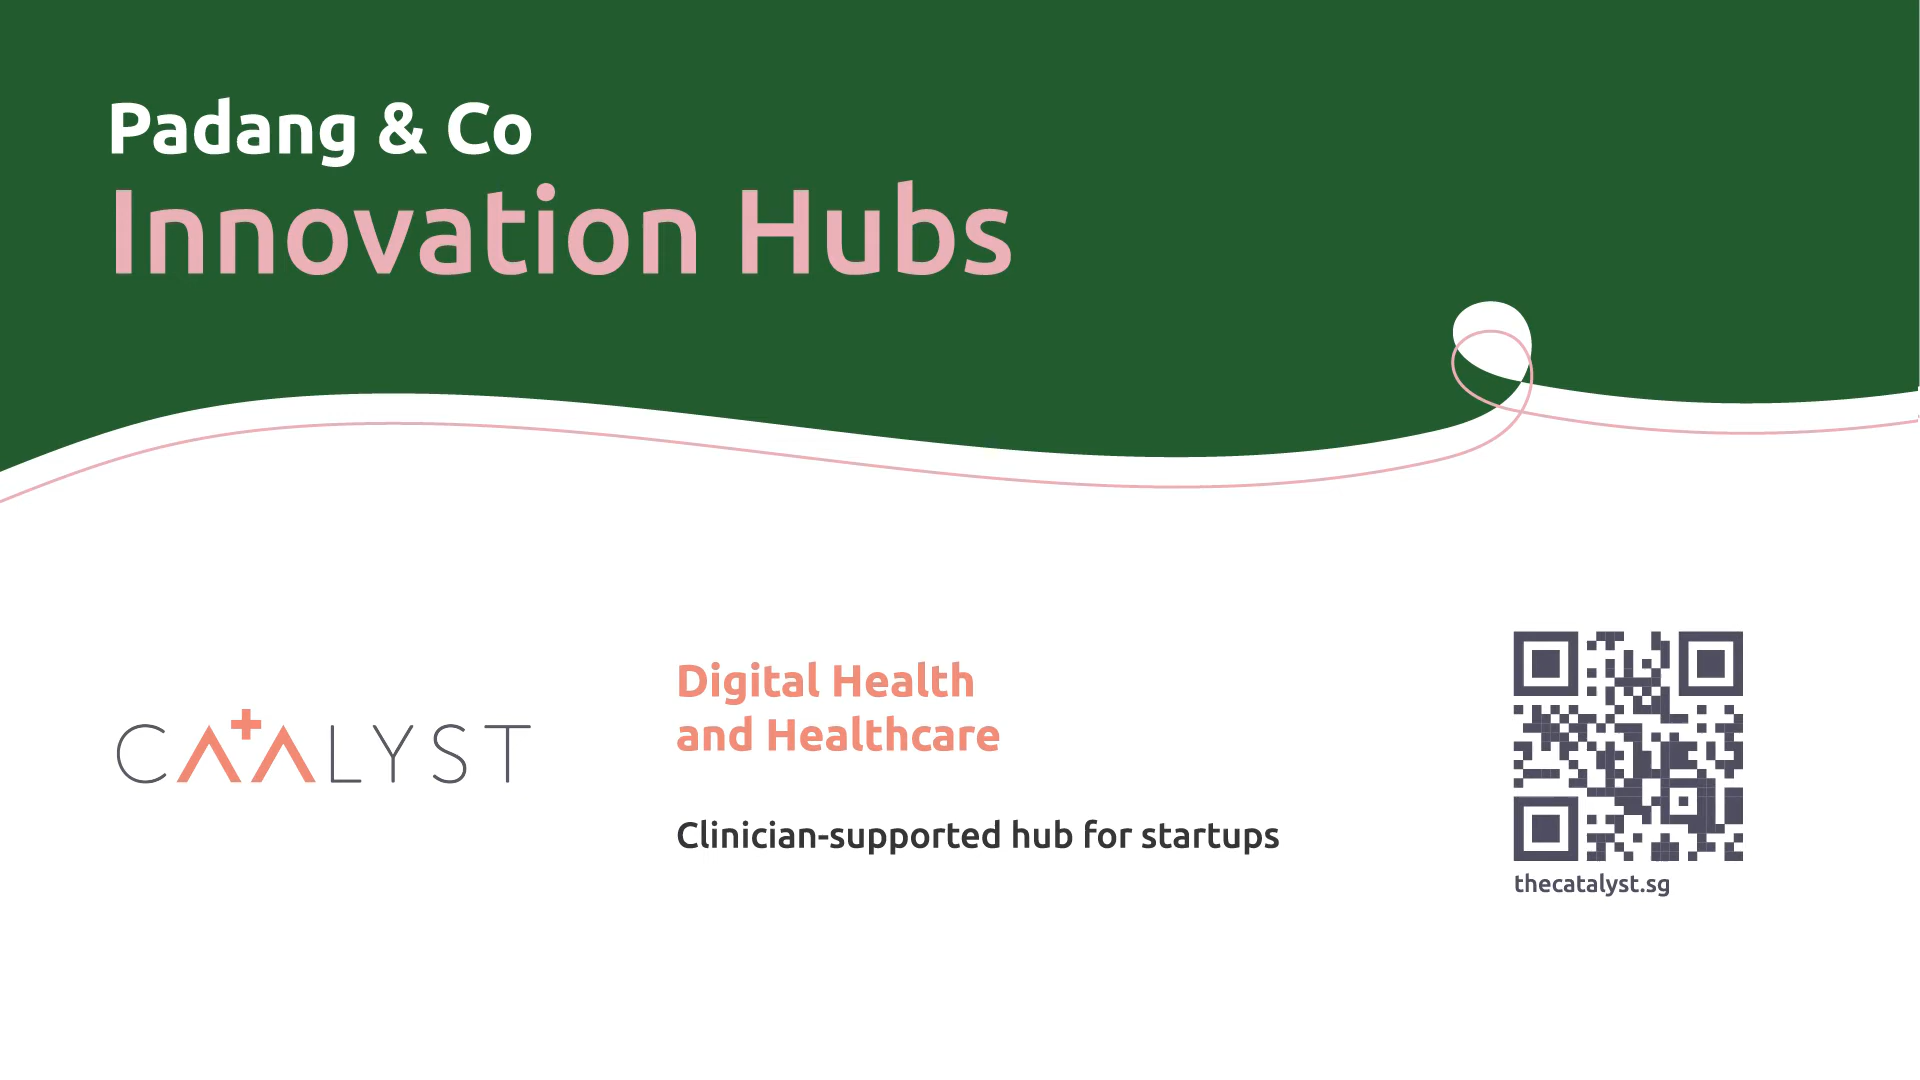 Padang & Co
Innovation Hubs
CATALYST
Digital Health
and Healthcare
Clinician-supported hub for startups
thecatalyst.sg